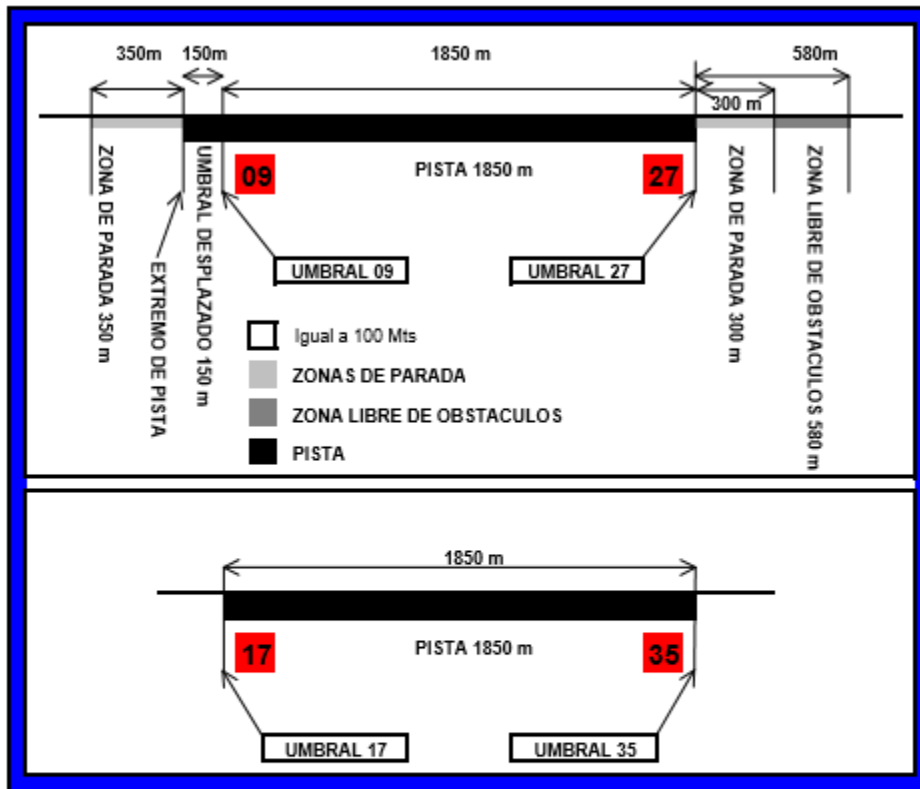 350m
150m
1850 m
580m
300 m
09
PISTA 1850 m
27
UMBRAL 09
UMBRAL 27
ZONA DE PARADA 350 m
EXTREMO DE PISTA
UMBRAL DESPLAZADO 150 m
ZONA DE PARADA 300 m
ZONA LIBRE DE OBSTACULOS 580 m
Igual a 100 Mts
ZONAS DE PARADA
ZONA LIBRE DE OBSTACULOS
PISTA
1850 m
17
PISTA 1850 m
35
UMBRAL 17
UMBRAL 35